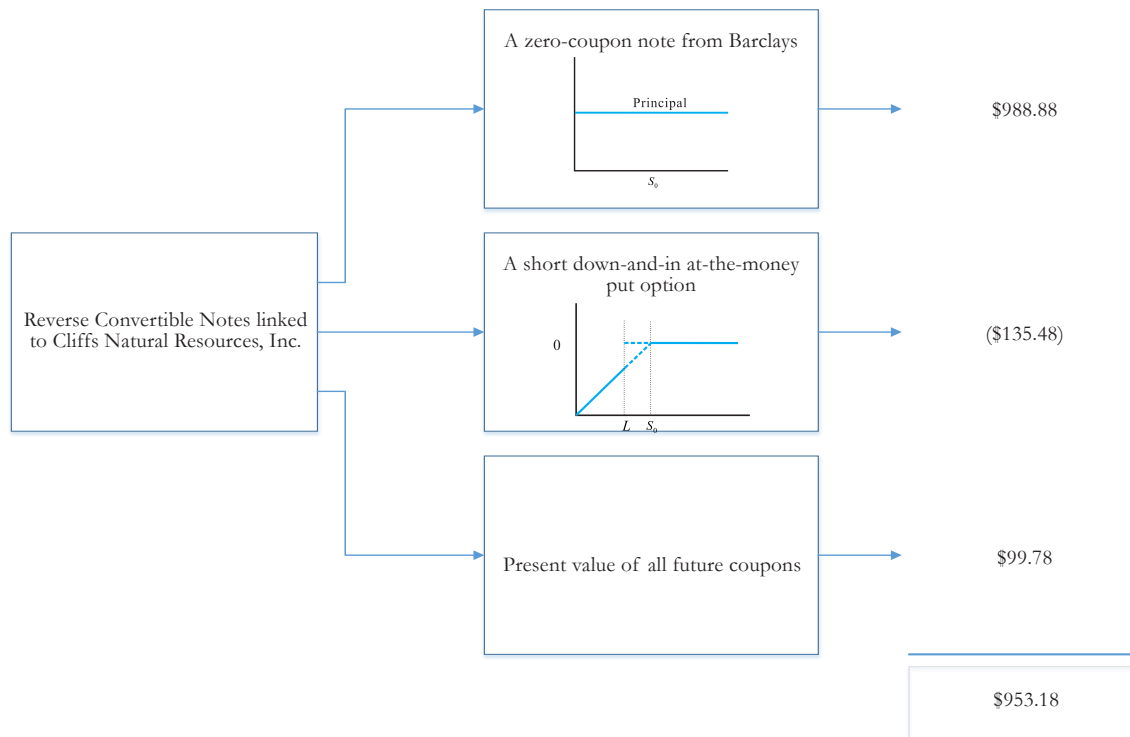 A zero-coupon note from Barclays
Principal
S₀
$988.88
Reverse Convertible Notes linked
to Cliffs Natural Resources, Inc.
A short down-and-in at-the-money
put option
0
L S₀
($135.48)
Present value of all future coupons
$99.78
$953.18